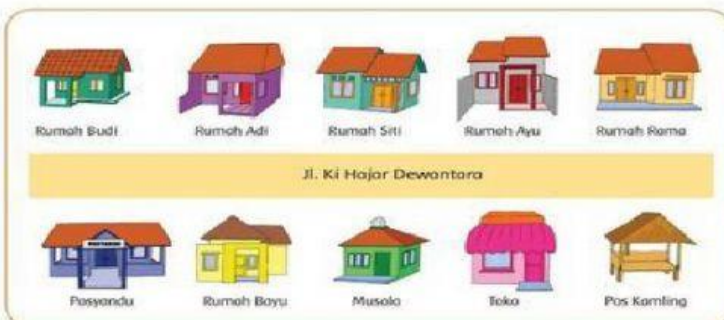 Rumah Budi Rumah Adi Rumah Siti Rumah Ayu Rumah Rama
Jl. Ki Hajar Dewantara
POSYANDU
Posyandu Rumah Bayu Musola Toko Pos Kamling